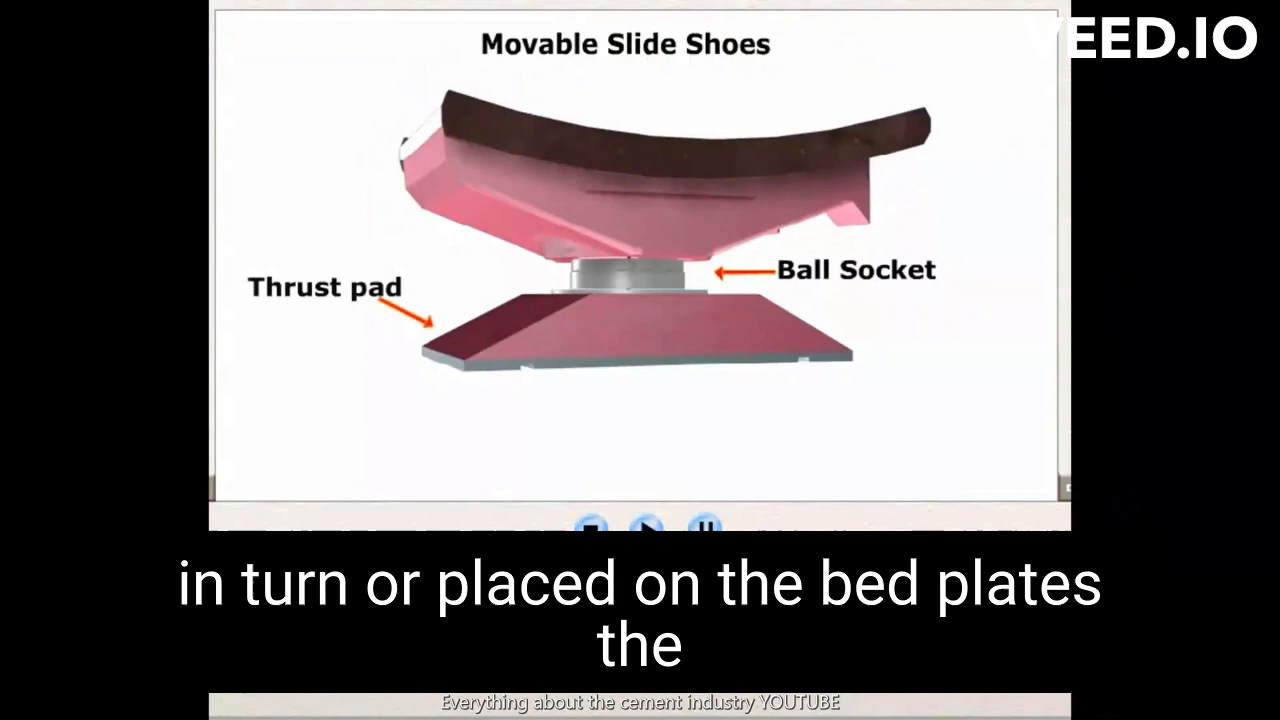 Movable Slide Shoes
VEED.IO
Ball Socket
Thrust pad
in turn or placed on the bed plates
the
Everything about the cement industry YOUTUBE